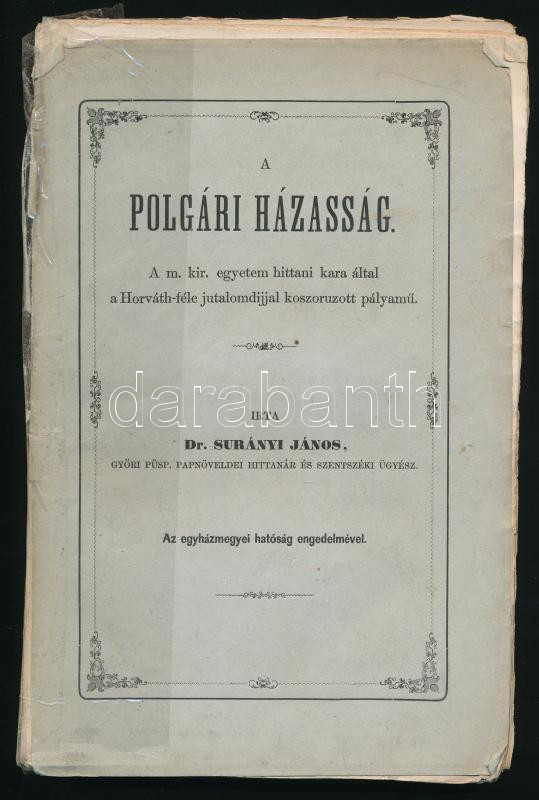 A
POLGÁRI HÁZASSÁG.
A m. kir. egyetem hittani kara által
a Horváth-féle jutalomdijjal koszoruzott pályamű.
darabanth
IRTA
Dr. SURÁNYI JÁNOS,
GYŐRI PÜSP. PAPNÖVELDEI HITTANÁR ÉS SZENTSZÉKI ÜGYÉSZ.
Az egyházmegyei hatóság engedelmével.